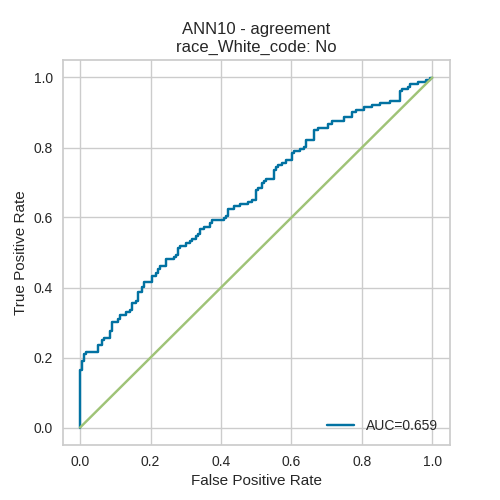 ANN10 - agreement
race_White_code: No
True Positive Rate
1.0
0.8
0.6
0.4
0.2
0.0
AUC=0.659
0.0 0.2 0.4 0.6 0.8 1.0
False Positive Rate